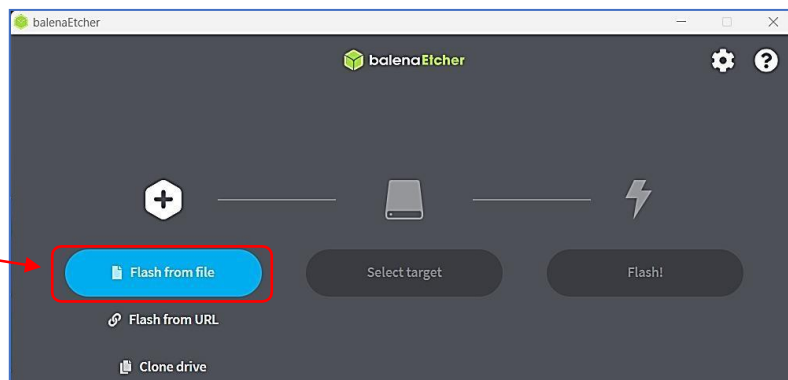 balenaEtcher
balenaEtcher
Flash from file
Select target
Flash!
Flash from URL
Clone drive